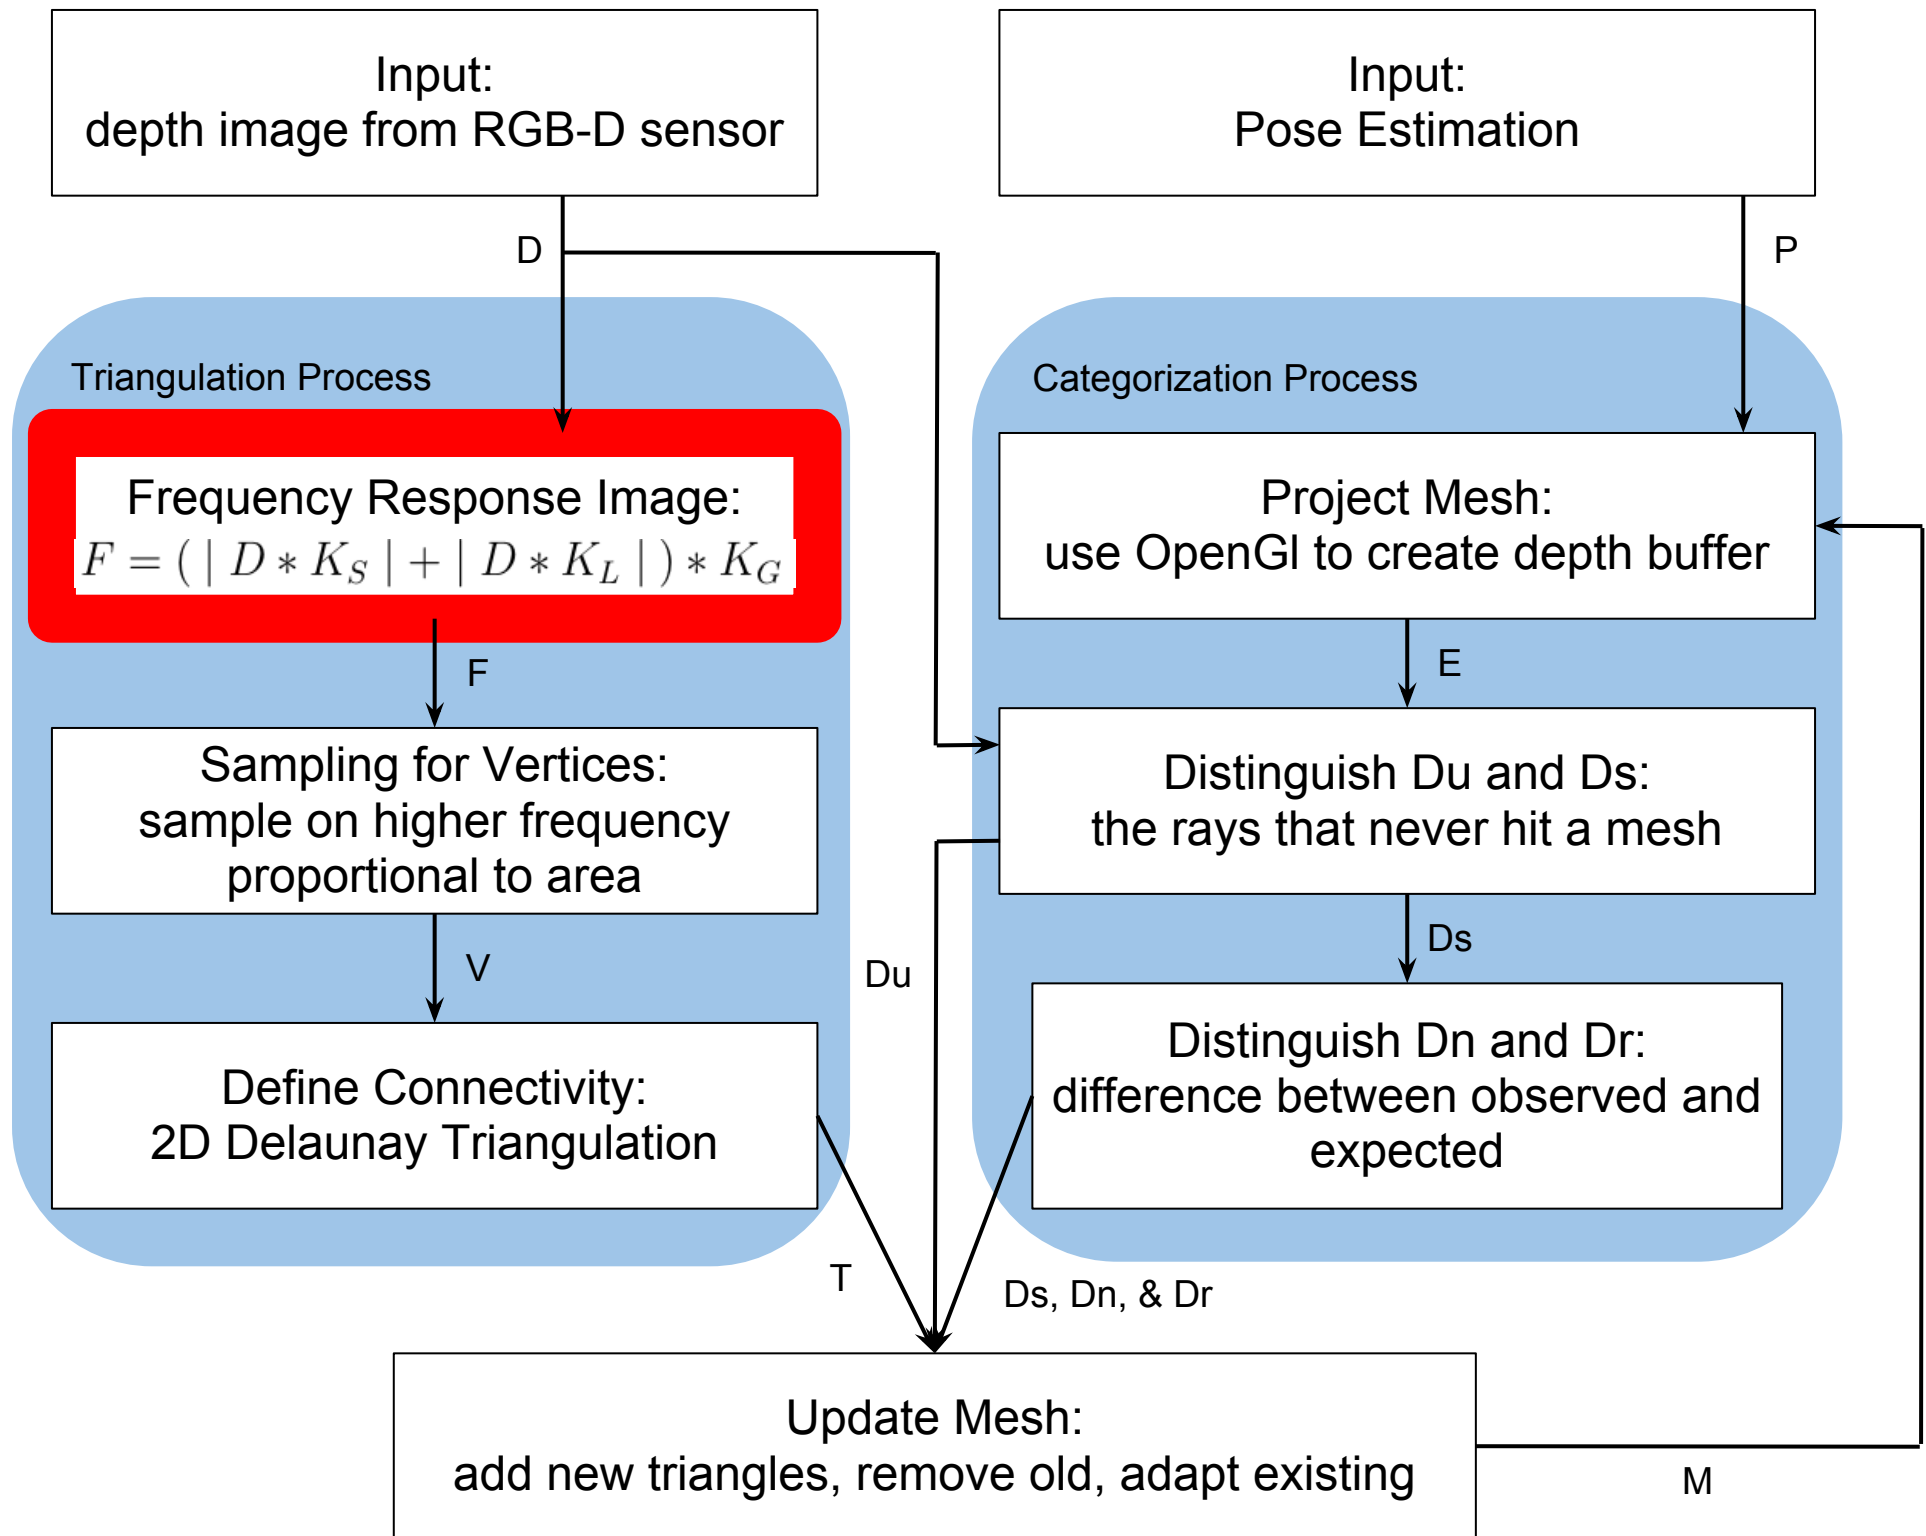 Input:
depth image from RGB-D sensor
Input:
Pose Estimation
D
P
Triangulation Process
Categorization Process
Frequency Response Image:
F = ( | D ∗ K_S | + | D ∗ K_L | ) ∗ K_G
Project Mesh:
use OpenGl to create depth buffer
F
E
Sampling for Vertices:
sample on higher frequency
proportional to area
Distinguish Du and Ds:
the rays that never hit a mesh
V
Du
Ds
Define Connectivity:
2D Delaunay Triangulation
Distinguish Dn and Dr:
difference between observed and
expected
T
Ds, Dn, & Dr
Update Mesh:
add new triangles, remove old, adapt existing
M